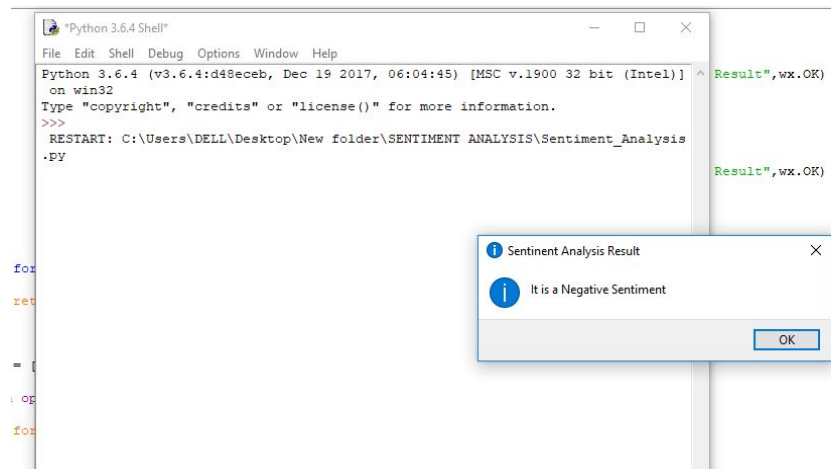 *Python 3.6.4 Shell*
File Edit Shell Debug Options Window Help
Python 3.6.4 (v3.6.4:d48eceb, Dec 19 2017, 06:04:45) [MSC v.1900 32 bit (Intel)]
on win32
Type "copyright", "credits" or "license()" for more information.
>>>
RESTART: C:\Users\DELL\Desktop\New folder\SENTIMENT ANALYSIS\Sentiment_Analysis
.py
Result",wx.OK)
Result",wx.OK)
Sentinent Analysis Result
It is a Negative Sentiment
OK
for
ret
= [
op
for